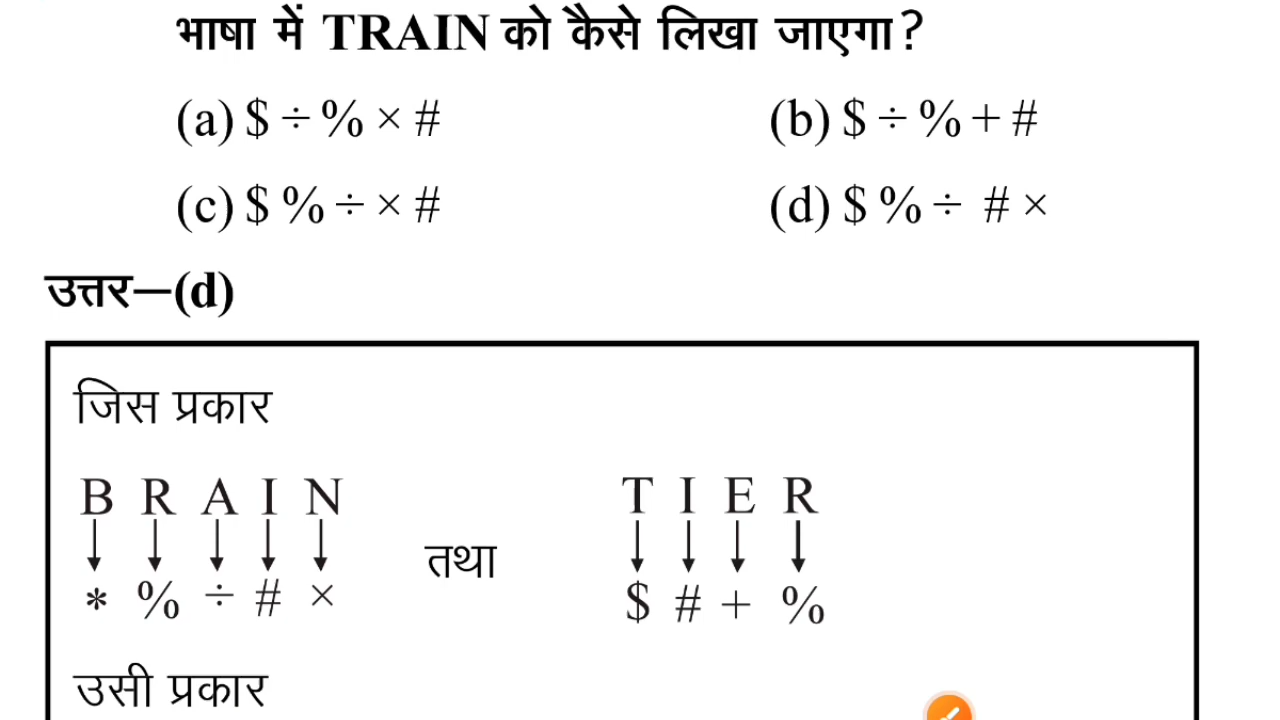 भाषा में TRAIN को कैसे लिखा जाएगा?
(a) $ ÷ % × # (b) $ ÷ % + #
(c) $ % ÷ × # (d) $ % ÷ # ×
उत्तर—(d)
जिस प्रकार
B R A I N T I E R
↓ ↓ ↓ ↓ ↓ तथा ↓ ↓ ↓ ↓
* % ÷ # × $ # + %
उसी प्रकार